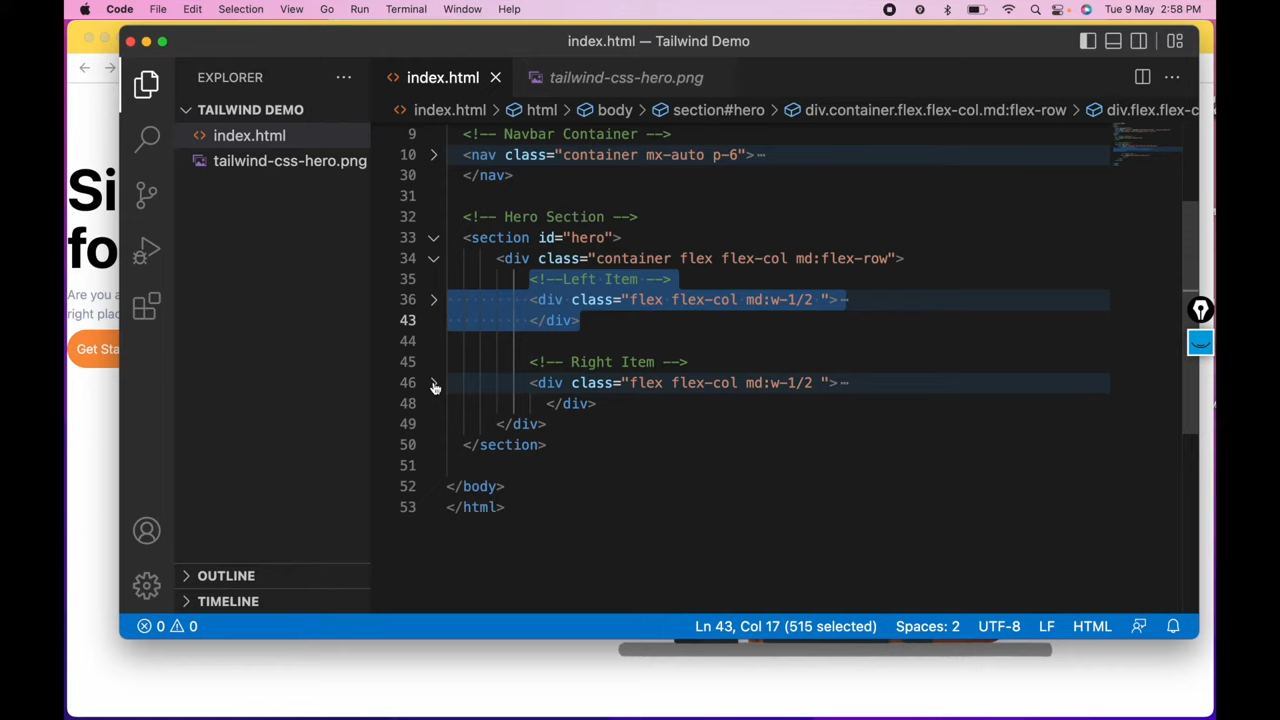 Code File Edit Selection View Go Run Terminal Window Help Tue 9 May 2:58 PM
index.html — Tailwind Demo
EXPLORER
index.html
tailwind-css-hero.png
TAILWIND DEMO
index.html
tailwind-css-hero.png
index.html > html > body > section#hero > div.container.flex.flex-col.md:flex-row > div.flex.flex-c
9 <!-- Navbar Container -->
10 <nav class="container mx-auto p-6">
30 </nav>
31
32 <!-- Hero Section -->
33 <section id="hero">
34 <div class="container flex flex-col md:flex-row">
35 <!--Left Item -->
36 <div class="flex flex-col md:w-1/2 ">
43 </div>
44
45 <!-- Right Item -->
46 <div class="flex flex-col md:w-1/2 ">
48 </div>
49 </div>
50 </section>
51
52 </body>
53 </html>
OUTLINE
TIMELINE
0 0 Ln 43, Col 17 (515 selected) Spaces: 2 UTF-8 LF HTML
Si
fo
Are you a
right plac
Get Sta